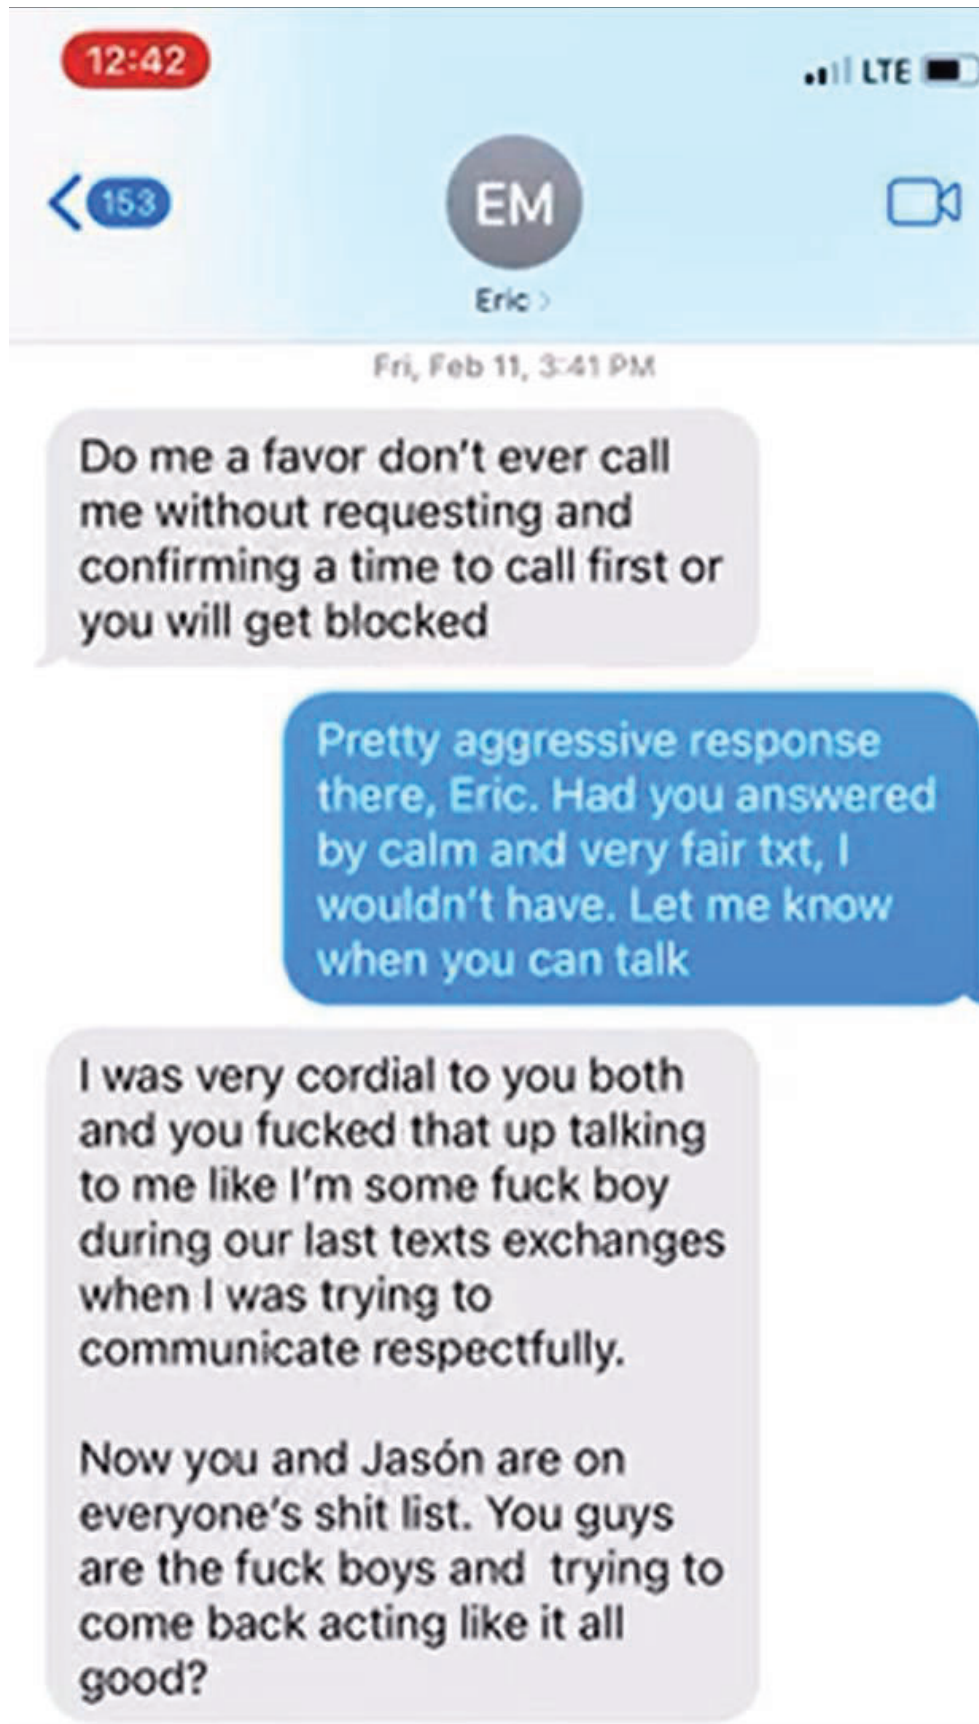 12:42
LTE
153
EM
Eric
Fri, Feb 11, 3:41 PM
Do me a favor don't ever call
me without requesting and
confirming a time to call first or
you will get blocked
Pretty aggressive response
there, Eric. Had you answered
by calm and very fair txt, I
wouldn't have. Let me know
when you can talk
I was very cordial to you both
and you fucked that up talking
to me like I'm some fuck boy
during our last texts exchanges
when I was trying to
communicate respectfully.
Now you and Jasón are on
everyone's shit list. You guys
are the fuck boys and  trying to
come back acting like it all
good?